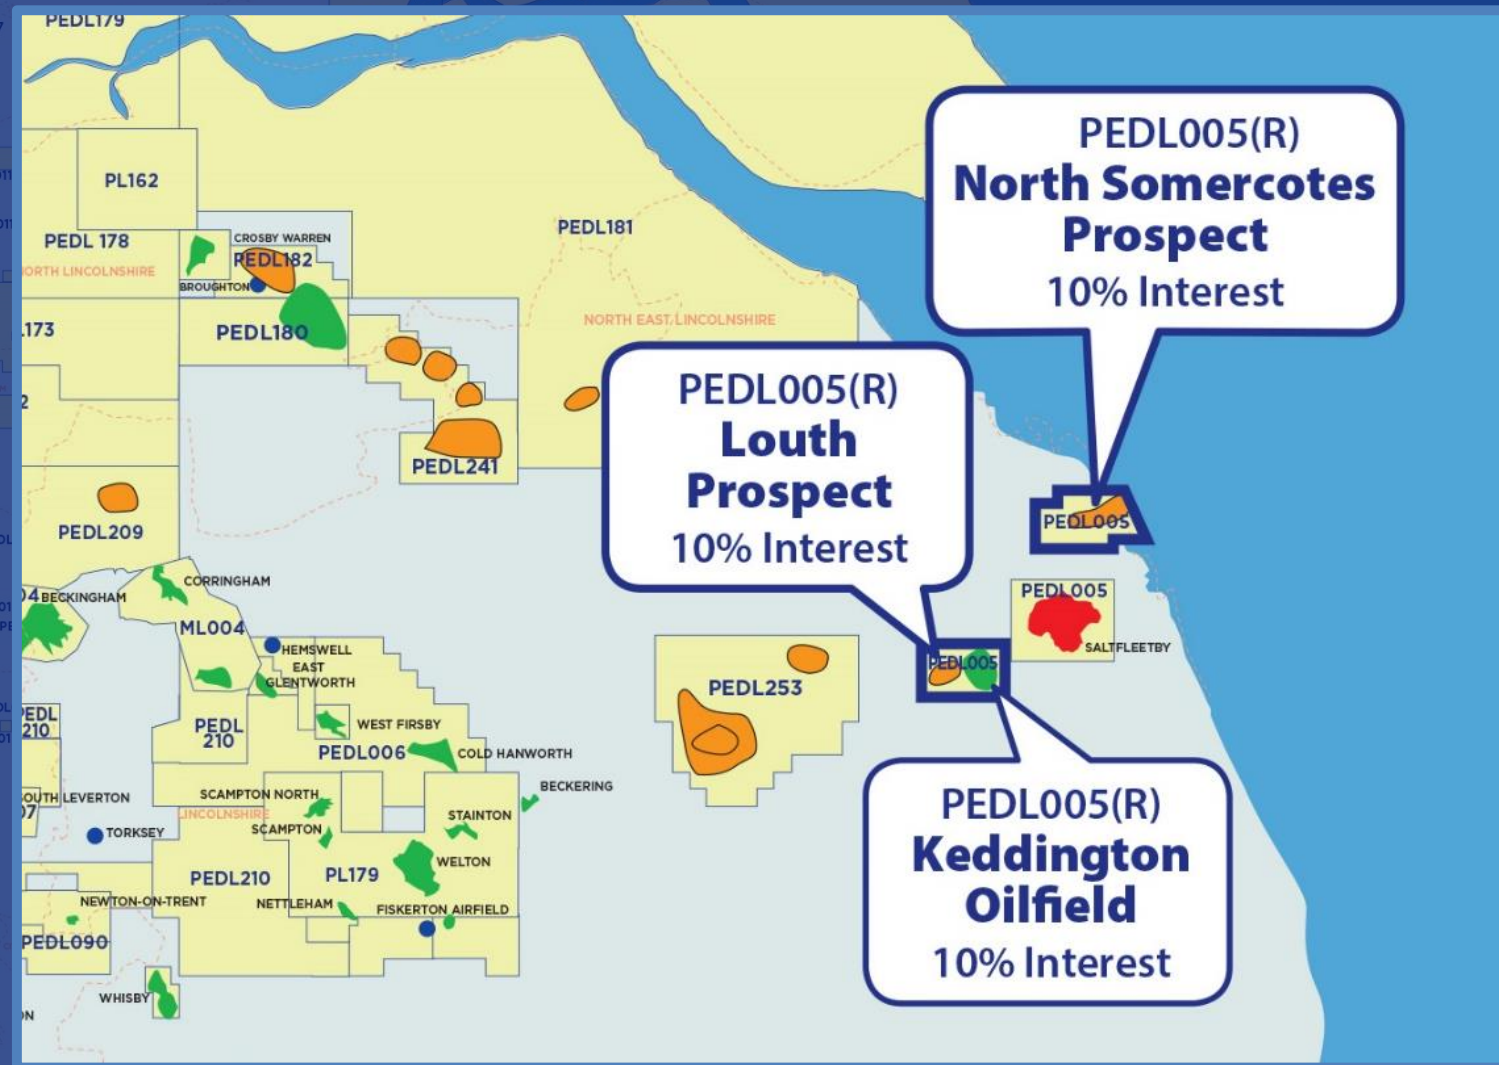 PEDL179
PL162
PEDL 178
NORTH LINCOLNSHIRE
CROSBY WARREN
PEDL182
BROUGHTON
PEDL181
PEDL180
NORTH EAST LINCOLNSHIRE
PEDL241
PEDL209
PEDL005(R)
North Somercotes
Prospect
10% Interest
PEDL005(R)
Louth
Prospect
10% Interest
PEDL005
PEDL005
SALTFLEETBY
PEDL005
PEDL253
CORRINGHAM
BECKINGHAM
ML004
HEMSWELL
EAST
GLENTWORTH
PEDL
210
PEDL
210
WEST FIRSBY
PEDL006
COLD HANWORTH
BECKERING
SCAMPTON NORTH
LINCOLNSHIRE
SCAMPTON
STAINTON
SOUTH LEVERTON
TORKSEY
WELTON
PEDL210
PL179
NEWTON-ON-TRENT
NETTLEHAM
FISKERTON AIRFIELD
PEDL090
WHISBY
PEDL005(R)
Keddington
Oilfield
10% Interest